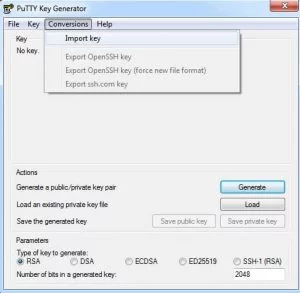 PuTTY Key Generator
File Key Conversions Help
Import key
Export OpenSSH key
Export OpenSSH key (force new file format)
Export ssh.com key
Key
No key.
Actions
Generate a public/private key pair
Generate
Load an existing private key file
Load
Save the generated key
Save public key
Save private key
Parameters
Type of key to generate:
RSA DSA ECDSA ED25519 SSH-1 (RSA)
Number of bits in a generated key:
2048